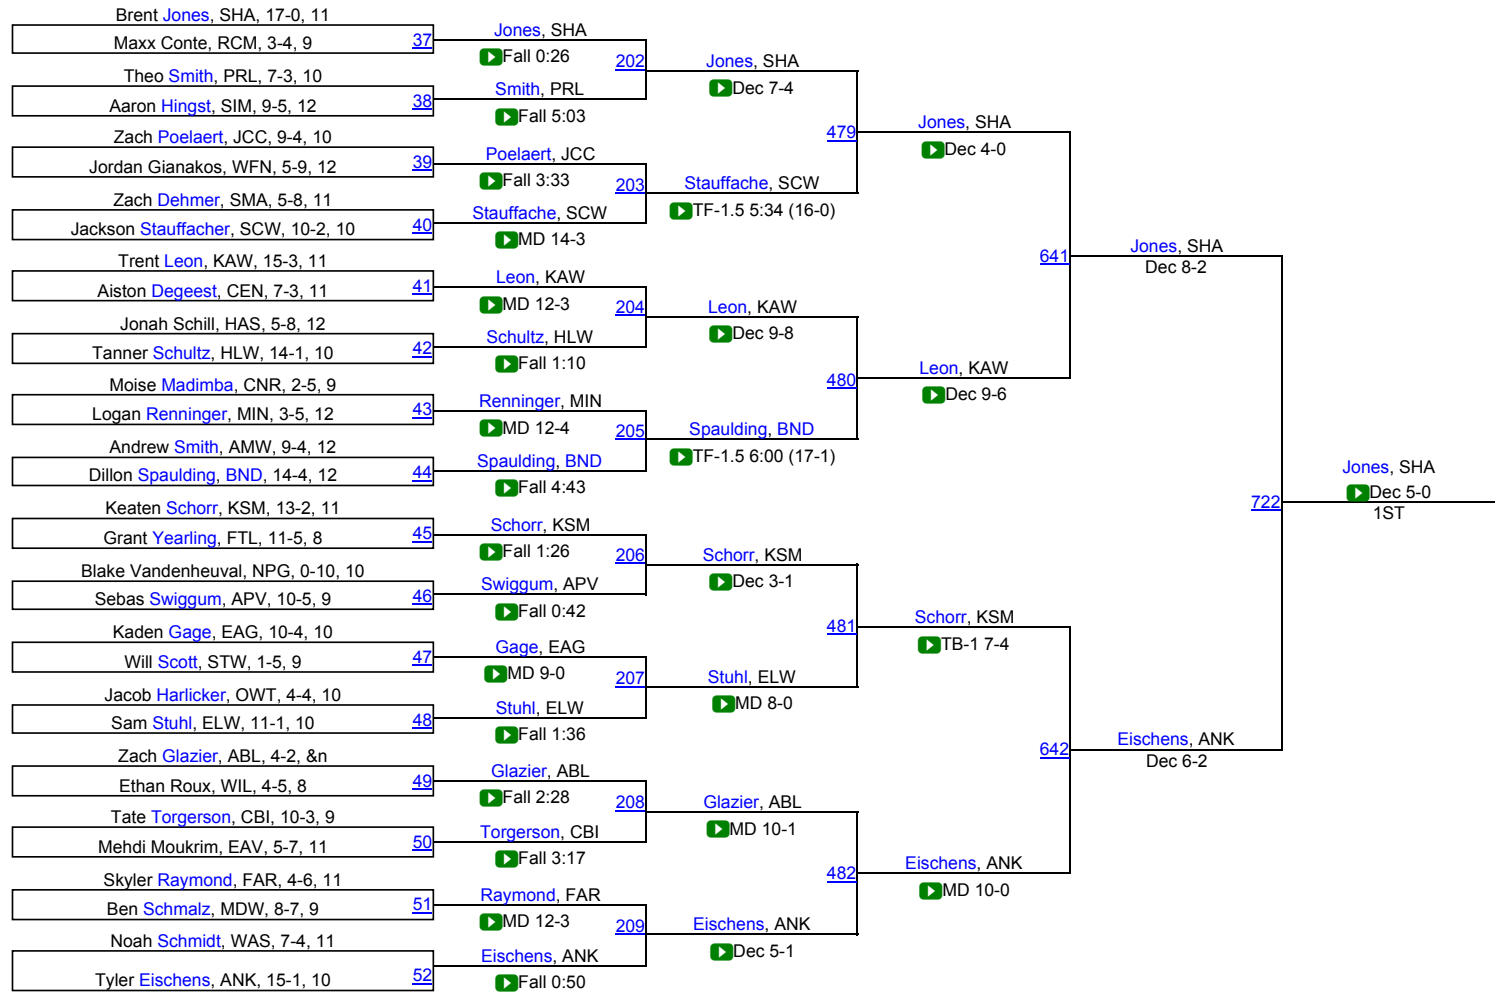 Brent Jones, SHA, 17-0, 11
Maxx Conte, RCM, 3-4, 9
37
Theo Smith, PRL, 7-3, 10
Aaron Hingst, SIM, 9-5, 12
38
Zach Poelaert, JCC, 9-4, 10
Jordan Gianakos, WFN, 5-9, 12
39
Zach Dehmer, SMA, 5-8, 11
Jackson Stauffacher, SCW, 10-2, 10
40
Trent Leon, KAW, 15-3, 11
Aiston Degeest, CEN, 7-3, 11
41
Jonah Schill, HAS, 5-8, 12
Tanner Schultz, HLW, 14-1, 10
42
Moise Madimba, CNR, 2-5, 9
Logan Renninger, MIN, 3-5, 12
43
Andrew Smith, AMW, 9-4, 12
Dillon Spaulding, BND, 14-4, 12
44
Keaten Schorr, KSM, 13-2, 11
Grant Yearling, FTL, 11-5, 8
45
Blake Vandenheuval, NPG, 0-10, 10
Sebas Swiggum, APV, 10-5, 9
46
Kaden Gage, EAG, 10-4, 10
Will Scott, STW, 1-5, 9
47
Jacob Harlicker, OWT, 4-4, 10
Sam Stuhl, ELW, 11-1, 10
48
Zach Glazier, ABL, 4-2, &n
Ethan Roux, WIL, 4-5, 8
49
Tate Torgerson, CBI, 10-3, 9
Mehdi Moukrim, EAV, 5-7, 11
50
Skyler Raymond, FAR, 4-6, 11
Ben Schmalz, MDW, 8-7, 9
51
Noah Schmidt, WAS, 7-4, 11
Tyler Eischens, ANK, 15-1, 10
52
Jones, SHA
Fall 0:26
202
Smith, PRL
Fall 5:03
Poelaert, JCC
Fall 3:33
203
Stauffache, SCW
MD 14-3
Leon, KAW
MD 12-3
204
Schultz, HLW
Fall 1:10
Renninger, MIN
MD 12-4
205
Spaulding, BND
Fall 4:43
Schorr, KSM
Fall 1:26
206
Swiggum, APV
Fall 0:42
Gage, EAG
MD 9-0
207
Stuhl, ELW
Fall 1:36
Glazier, ABL
Fall 2:28
208
Torgerson, CBI
Fall 3:17
Raymond, FAR
MD 12-3
209
Eischens, ANK
Fall 0:50
Jones, SHA
Dec 7-4
479
Stauffache, SCW
TF-1.5 5:34 (16-0)
Leon, KAW
Dec 9-8
480
Spaulding, BND
TF-1.5 6:00 (17-1)
Schorr, KSM
Dec 3-1
481
Stuhl, ELW
MD 8-0
Glazier, ABL
MD 10-1
482
Eischens, ANK
Dec 5-1
Jones, SHA
Dec 4-0
641
Leon, KAW
Dec 9-6
Schorr, KSM
TB-1 7-4
642
Eischens, ANK
MD 10-0
Jones, SHA
Dec 8-2
722
Eischens, ANK
Dec 6-2
Jones, SHA
Dec 5-0
1ST